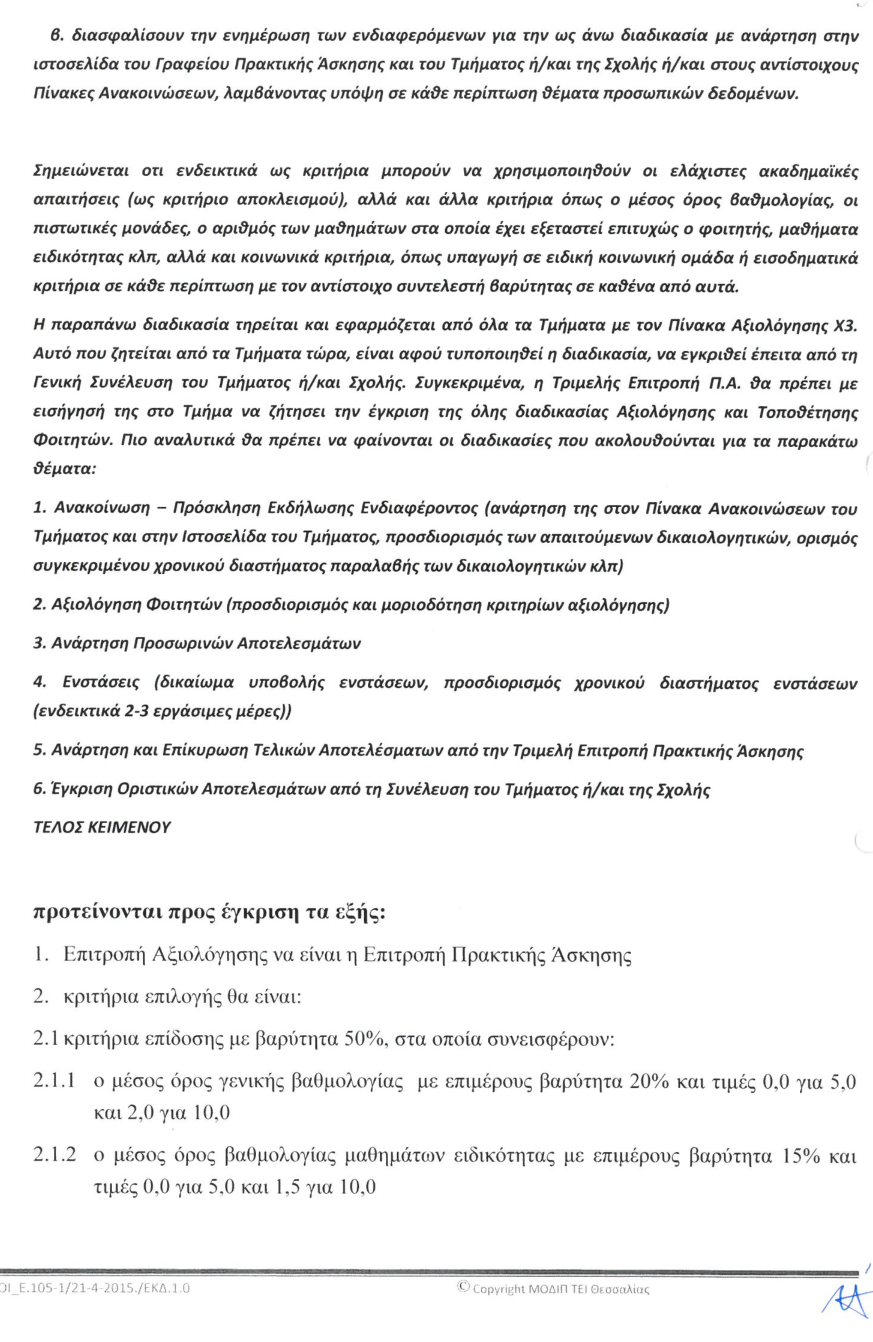 β. διασφαλίσουν την ενημέρωση των ενδιαφερόμενων για την ως άνω διαδικασία με ανάρτηση στην
ιστοσελίδα του Γραφείου Πρακτικής Άσκησης και του Τμήματος ή/και της Σχολής ή/και στους αντίστοιχους
Πίνακες Ανακοινώσεων, λαμβάνοντας υπόψη σε κάθε περίπτωση θέματα προσωπικών δεδομένων.
Σημειώνεται οτι ενδεικτικά ως κριτήρια μπορούν να χρησιμοποιηθούν οι ελάχιστες ακαδημαϊκές
απαιτήσεις (ως κριτήριο αποκλεισμού), αλλά και άλλα κριτήρια όπως ο μέσος όρος βαθμολογίας, οι
πιστωτικές μονάδες, ο αριθμός των μαθημάτων στα οποία έχει εξεταστεί επιτυχώς ο φοιτητής, μαθήματα
ειδικότητας κλπ, αλλά και κοινωνικά κριτήρια, όπως υπαγωγή σε ειδική κοινωνική ομάδα ή εισοδηματικά
κριτήρια σε κάθε περίπτωση με τον αντίστοιχο συντελεστή βαρύτητας σε καθένα από αυτά.
Η παραπάνω διαδικασία τηρείται και εφαρμόζεται από όλα τα Τμήματα με τον Πίνακα Αξιολόγησης Χ3.
Αυτό που ζητείται από τα Τμήματα τώρα, είναι αφού τυποποιηθεί η διαδικασία, να εγκριθεί έπειτα από τη
Γενική Συνέλευση του Τμήματος ή/και Σχολής. Συγκεκριμένα, η Τριμελής Επιτροπή Π.Α. θα πρέπει με
εισήγησή της στο Τμήμα να ζήτησει την έγκριση της όλης διαδικασίας Αξιολόγησης και Τοποθέτησης
Φοιτητών. Πιο αναλυτικά θα πρέπει να φαίνονται οι διαδικασίες που ακολουθούνται για τα παρακάτω
θέματα:
1. Ανακοίνωση – Πρόσκληση Εκδήλωσης Ενδιαφέροντος (ανάρτηση της στον Πίνακα Ανακοινώσεων του
Τμήματος και στην Ιστοσελίδα του Τμήματος, προσδιορισμός των απαιτούμενων δικαιολογητικών, ορισμός
συγκεκριμένου χρονικού διαστήματος παραλαβής των δικαιολογητικών κλπ)
2. Αξιολόγηση Φοιτητών (προσδιορισμός και μοριοδότηση κριτηρίων αξιολόγησης)
3. Ανάρτηση Προσωρινών Αποτελεσμάτων
4. Ενστάσεις (δικαίωμα υποβολής ενστάσεων, προσδιορισμός χρονικού διαστήματος ενστάσεων
(ενδεικτικά 2-3 εργάσιμες μέρες))
5. Ανάρτηση και Επικύρωση Τελικών Αποτελέσματων από την Τριμελή Επιτροπή Πρακτικής Άσκησης
6. Έγκριση Οριστικών Αποτελεσμάτων από τη Συνέλευση του Τμήματος ή/και της Σχολής
ΤΕΛΟΣ ΚΕΙΜΕΝΟΥ
προτείνονται προς έγκριση τα εξής:
1. Επιτροπή Αξιολόγησης να είναι η Επιτροπή Πρακτικής Άσκησης
2. κριτήρια επιλογής θα είναι:
2.1 κριτήρια επίδοσης με βαρύτητα 50%, στα οποία συνεισφέρουν:
2.1.1 ο μέσος όρος γενικής βαθμολογίας με επιμέρους βαρύτητα 20% και τιμές 0,0 για 5,0
και 2,0 για 10,0
2.1.2 ο μέσος όρος βαθμολογίας μαθημάτων ειδικότητας με επιμέρους βαρύτητα 15% και
τιμές 0,0 για 5,0 και 1,5 για 10,0
ΟΙ_Ε.105-1/21-4-2015./ΕΚΔ.1.0 © Copyright ΜΟΔΙΠ ΤΕΙ Θεσσαλίας